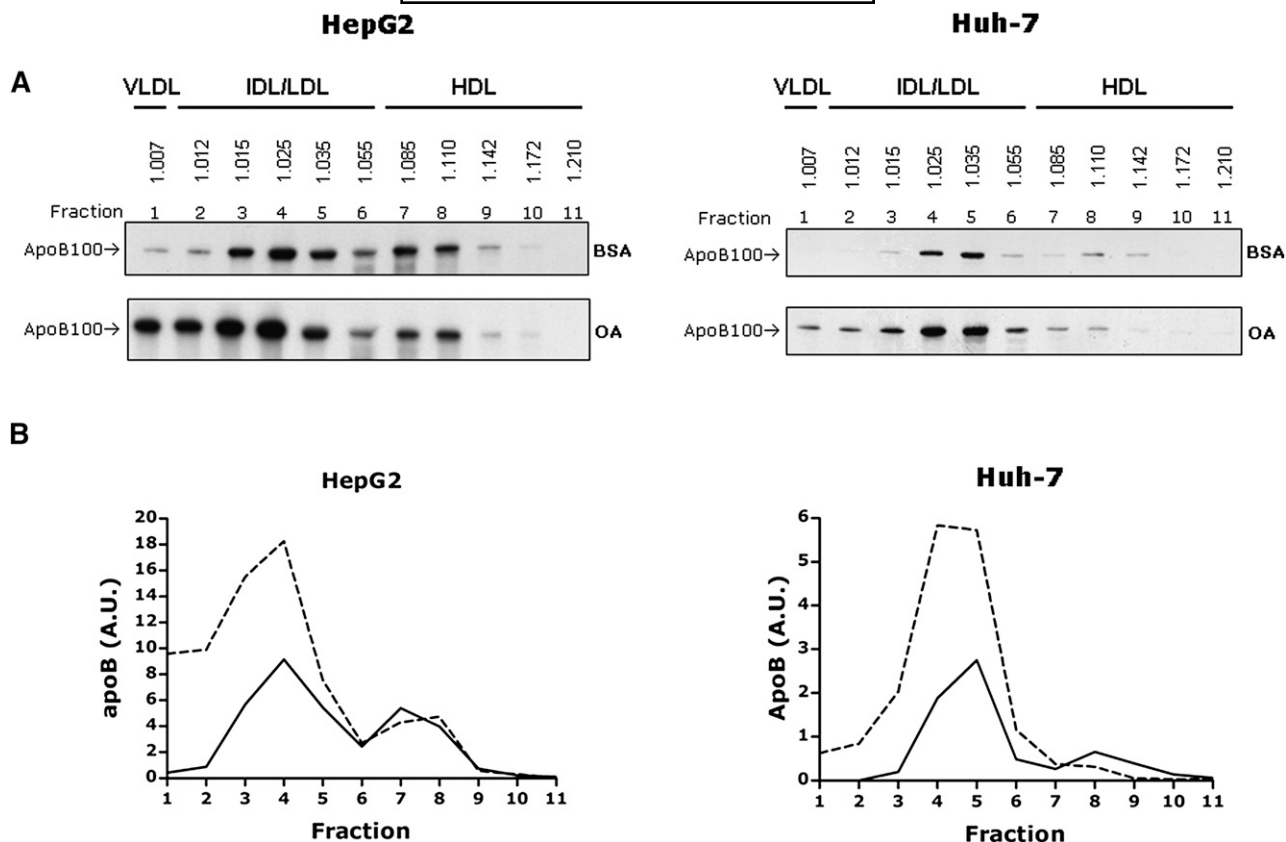 HepG2
Huh-7
A
VLDL IDL/LDL HDL
1.007 1.012 1.015 1.025 1.035 1.055 1.085 1.110 1.142 1.172 1.210
Fraction 1 2 3 4 5 6 7 8 9 10 11
ApoB100→ BSA
ApoB100→ OA
VLDL IDL/LDL HDL
1.007 1.012 1.015 1.025 1.035 1.055 1.085 1.110 1.142 1.172 1.210
Fraction 1 2 3 4 5 6 7 8 9 10 11
ApoB100→ BSA
ApoB100→ OA
B
HepG2
apoB (A.U.)
20
18
16
14
12
10
8
6
4
2
0
1 2 3 4 5 6 7 8 9 10 11
Fraction
Huh-7
ApoB (A.U.)
6
5
4
3
2
1
0
1 2 3 4 5 6 7 8 9 10 11
Fraction